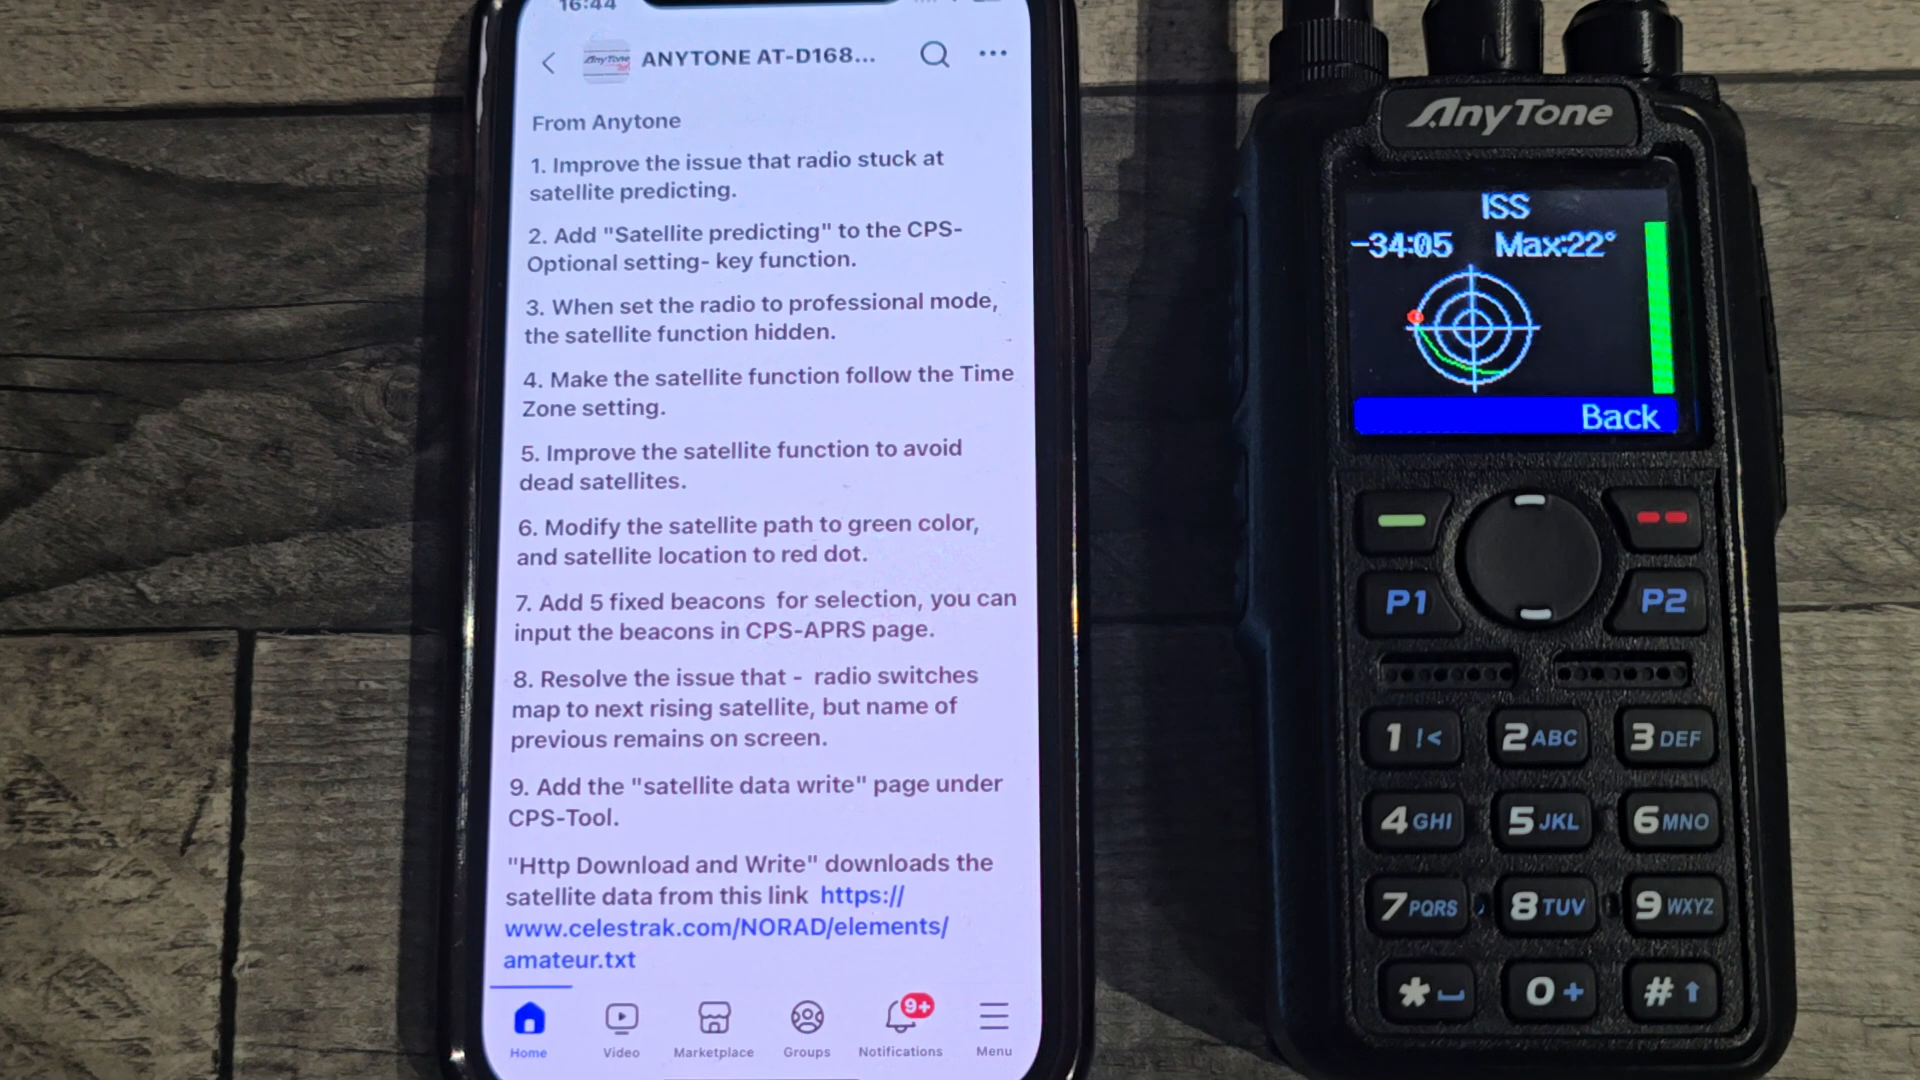 16:44
AnyTone
ANYTONE AT-D168...
From Anytone
1. Improve the issue that radio stuck at
satellite predicting.
2. Add "Satellite predicting" to the CPS-
Optional setting- key function.
3. When set the radio to professional mode,
the satellite function hidden.
4. Make the satellite function follow the Time
Zone setting.
5. Improve the satellite function to avoid
dead satellites.
6. Modify the satellite path to green color,
and satellite location to red dot.
7. Add 5 fixed beacons for selection, you can
input the beacons in CPS-APRS page.
8. Resolve the issue that - radio switches
map to next rising satellite, but name of
previous remains on screen.
9. Add the "satellite data write" page under
CPS-Tool.
"Http Download and Write" downloads the
satellite data from this link https://
www.celestrak.com/NORAD/elements/
amateur.txt
9+
Home Video Marketplace Groups Notifications Menu
AnyTone
ISS
-34:05 Max:22°
Back
P1 P2
1 !< 2 ABC 3 DEF
4 GHI 5 JKL 6 MNO
7 PQRS 8 TUV 9 WXYZ
* ⎵ 0 + # ⬆